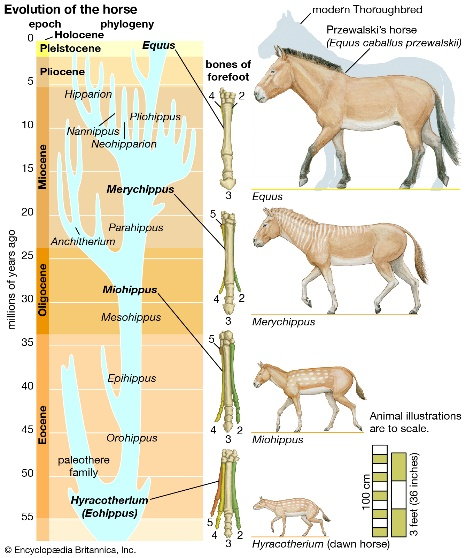 Evolution of the horse
epoch phylogeny
Holocene
Pleistocene
Pliocene
Miocene
Oligocene
Eocene
millions of years ago
0
5
10
15
20
25
30
35
40
45
50
55
Equus
Hipparion
Pliohippus
Nannippus
Neohipparion
Merychippus
Parahippus
Anchitherium
Miohippus
Mesohippus
Epihippus
Orohippus
paleothere
family
Hyracotherium
(Eohippus)
bones of
forefoot
4 2
3
5
4 2
3
5
4 2
3
5
4 2
3
modern Thoroughbred
Przewalski's horse
(Equus caballus przewalskii)
Equus
Merychippus
Miohippus
Hyracotherium (dawn horse)
Animal illustrations
are to scale.
100 cm
3 feet (36 inches)
© Encyclopædia Britannica, Inc.